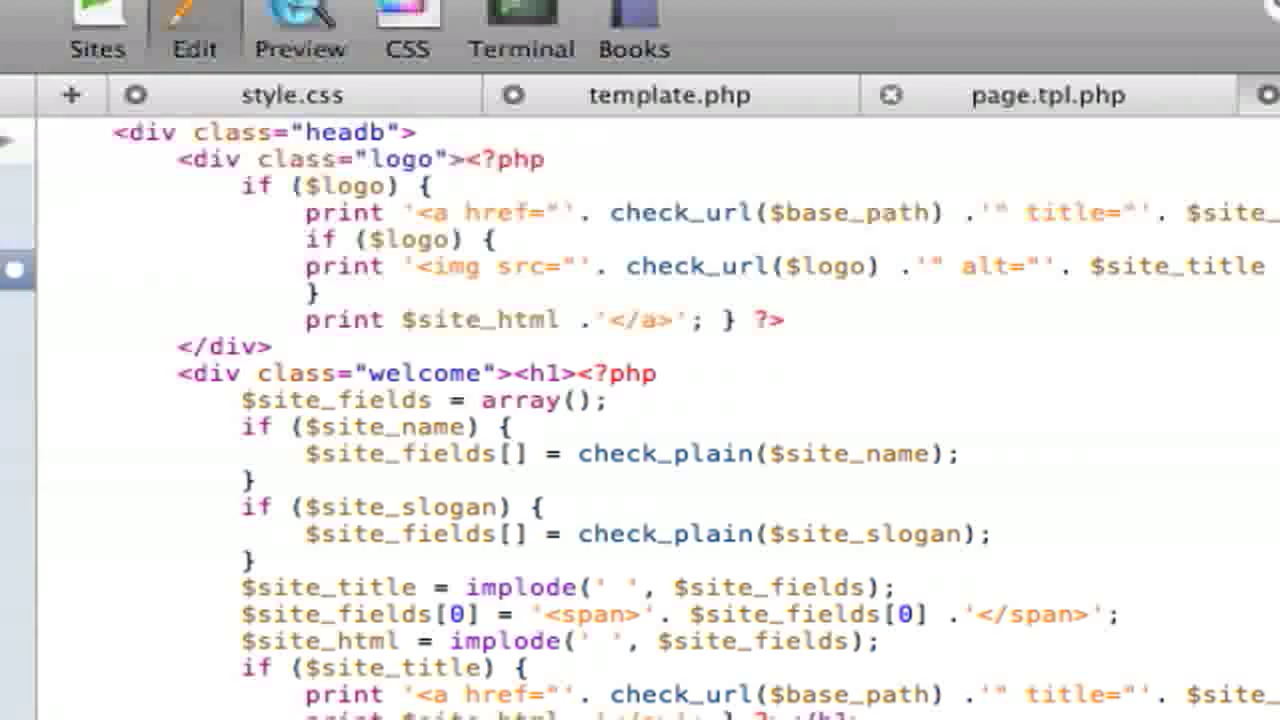 Sites Edit Preview CSS Terminal Books
+ style.css template.php page.tpl.php
<div class="headb">
<div class="logo"><?php
if ($logo) {
print '<a href="'. check_url($base_path) .'" title="'. $site_
if ($logo) {
print '<img src="'. check_url($logo) .'" alt="'. $site_title
}
print $site_html .'</a>'; } ?>
</div>
<div class="welcome"><h1><?php
$site_fields = array();
if ($site_name) {
$site_fields[] = check_plain($site_name);
}
if ($site_slogan) {
$site_fields[] = check_plain($site_slogan);
}
$site_title = implode(' ', $site_fields);
$site_fields[0] = '<span>'. $site_fields[0] .'</span>';
$site_html = implode(' ', $site_fields);
if ($site_title) {
print '<a href="'. check_url($base_path) .'" title="'. $site_